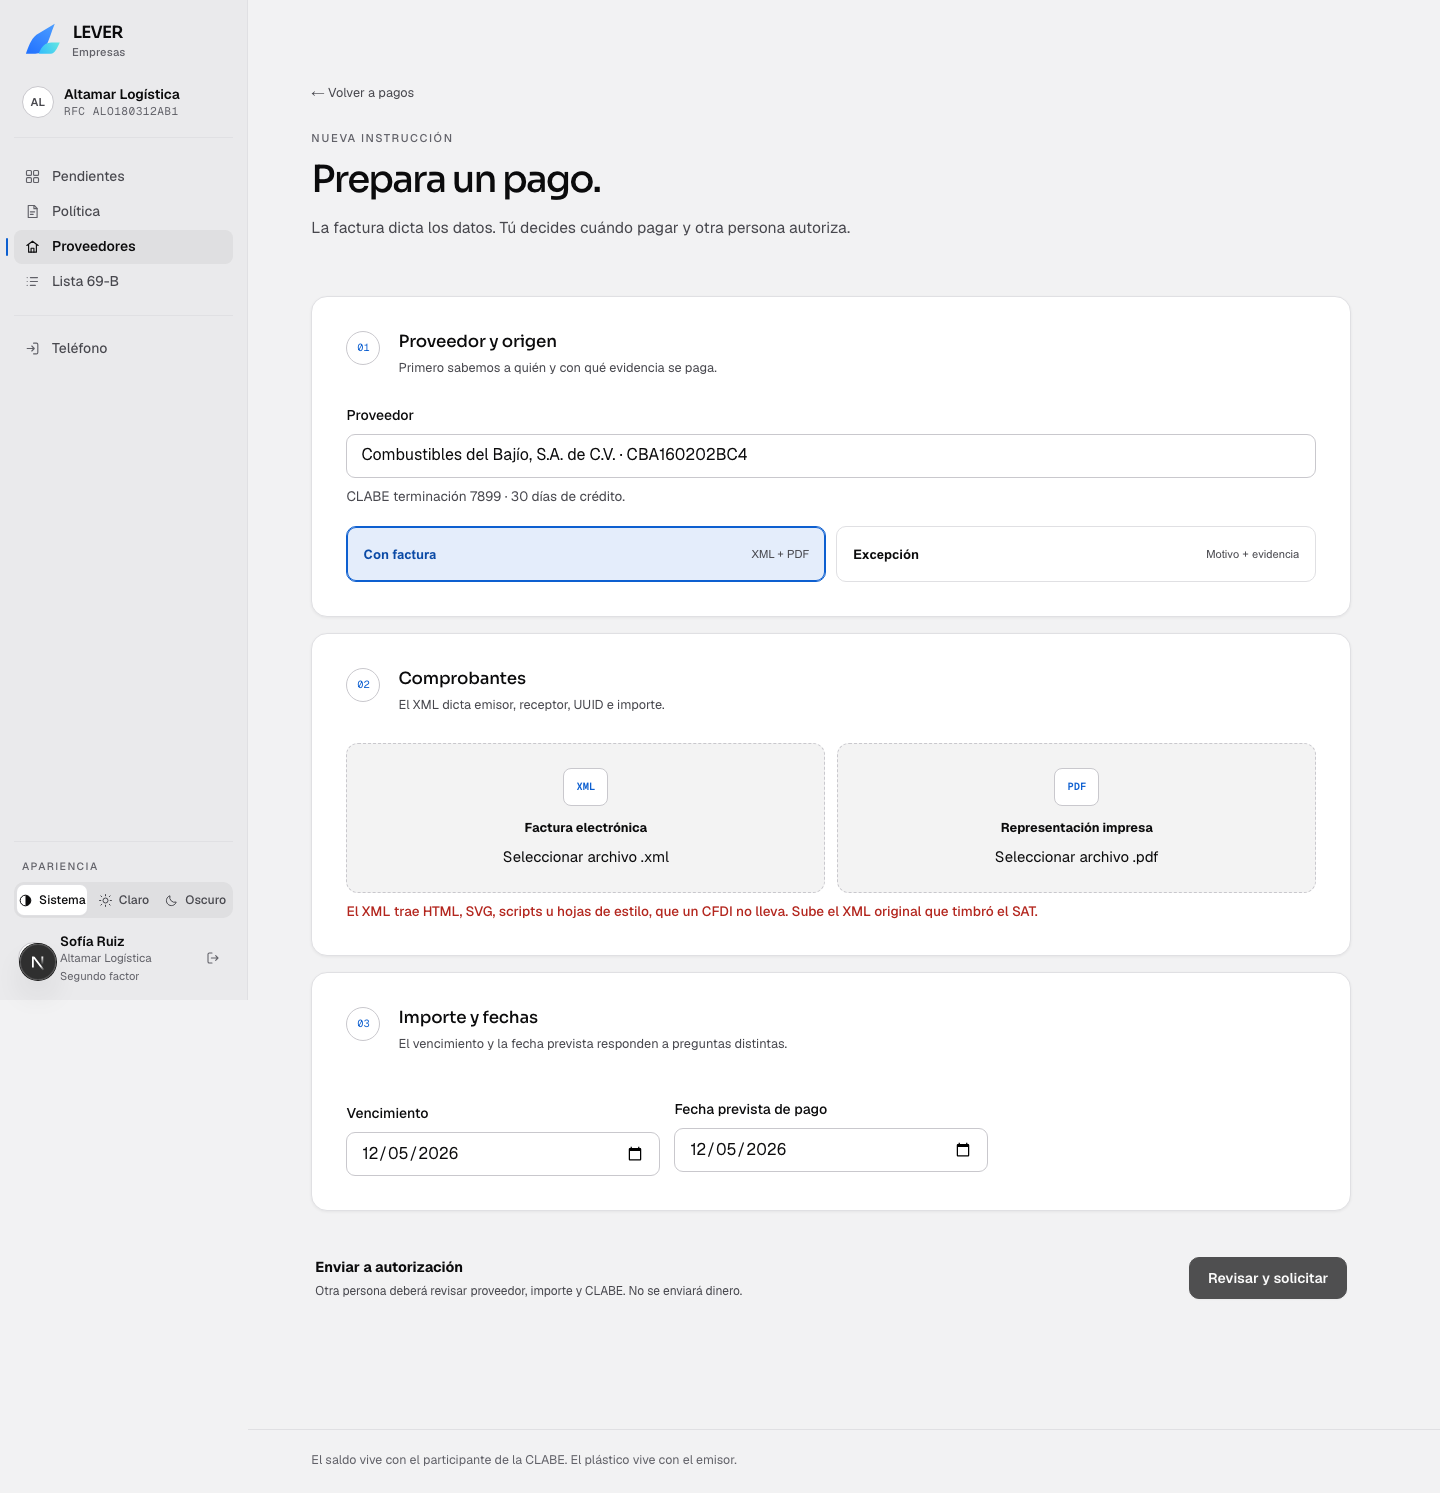 LEVER
Empresas
AL
Altamar Logística
RFC ALO180312AB1
Pendientes
Política
Proveedores
Lista 69-B
Teléfono
APARIENCIA
Sistema
Claro
Oscuro
N
Sofía Ruiz
Altamar Logística
Segundo factor
← Volver a pagos
NUEVA INSTRUCCIÓN
Prepara un pago.
La factura dicta los datos. Tú decides cuándo pagar y otra persona autoriza.
01
Proveedor y origen
Primero sabemos a quién y con qué evidencia se paga.
Proveedor
Combustibles del Bajío, S.A. de C.V. · CBA160202BC4
CLABE terminación 7899 · 30 días de crédito.
Con factura
XML + PDF
Excepción
Motivo + evidencia
02
Comprobantes
El XML dicta emisor, receptor, UUID e importe.
XML
Factura electrónica
Seleccionar archivo .xml
PDF
Representación impresa
Seleccionar archivo .pdf
El XML trae HTML, SVG, scripts u hojas de estilo, que un CFDI no lleva. Sube el XML original que timbró el SAT.
03
Importe y fechas
El vencimiento y la fecha prevista responden a preguntas distintas.
Vencimiento
12/05/2026
Fecha prevista de pago
12/05/2026
Enviar a autorización
Otra persona deberá revisar proveedor, importe y CLABE. No se enviará dinero.
Revisar y solicitar
El saldo vive con el participante de la CLABE. El plástico vive con el emisor.